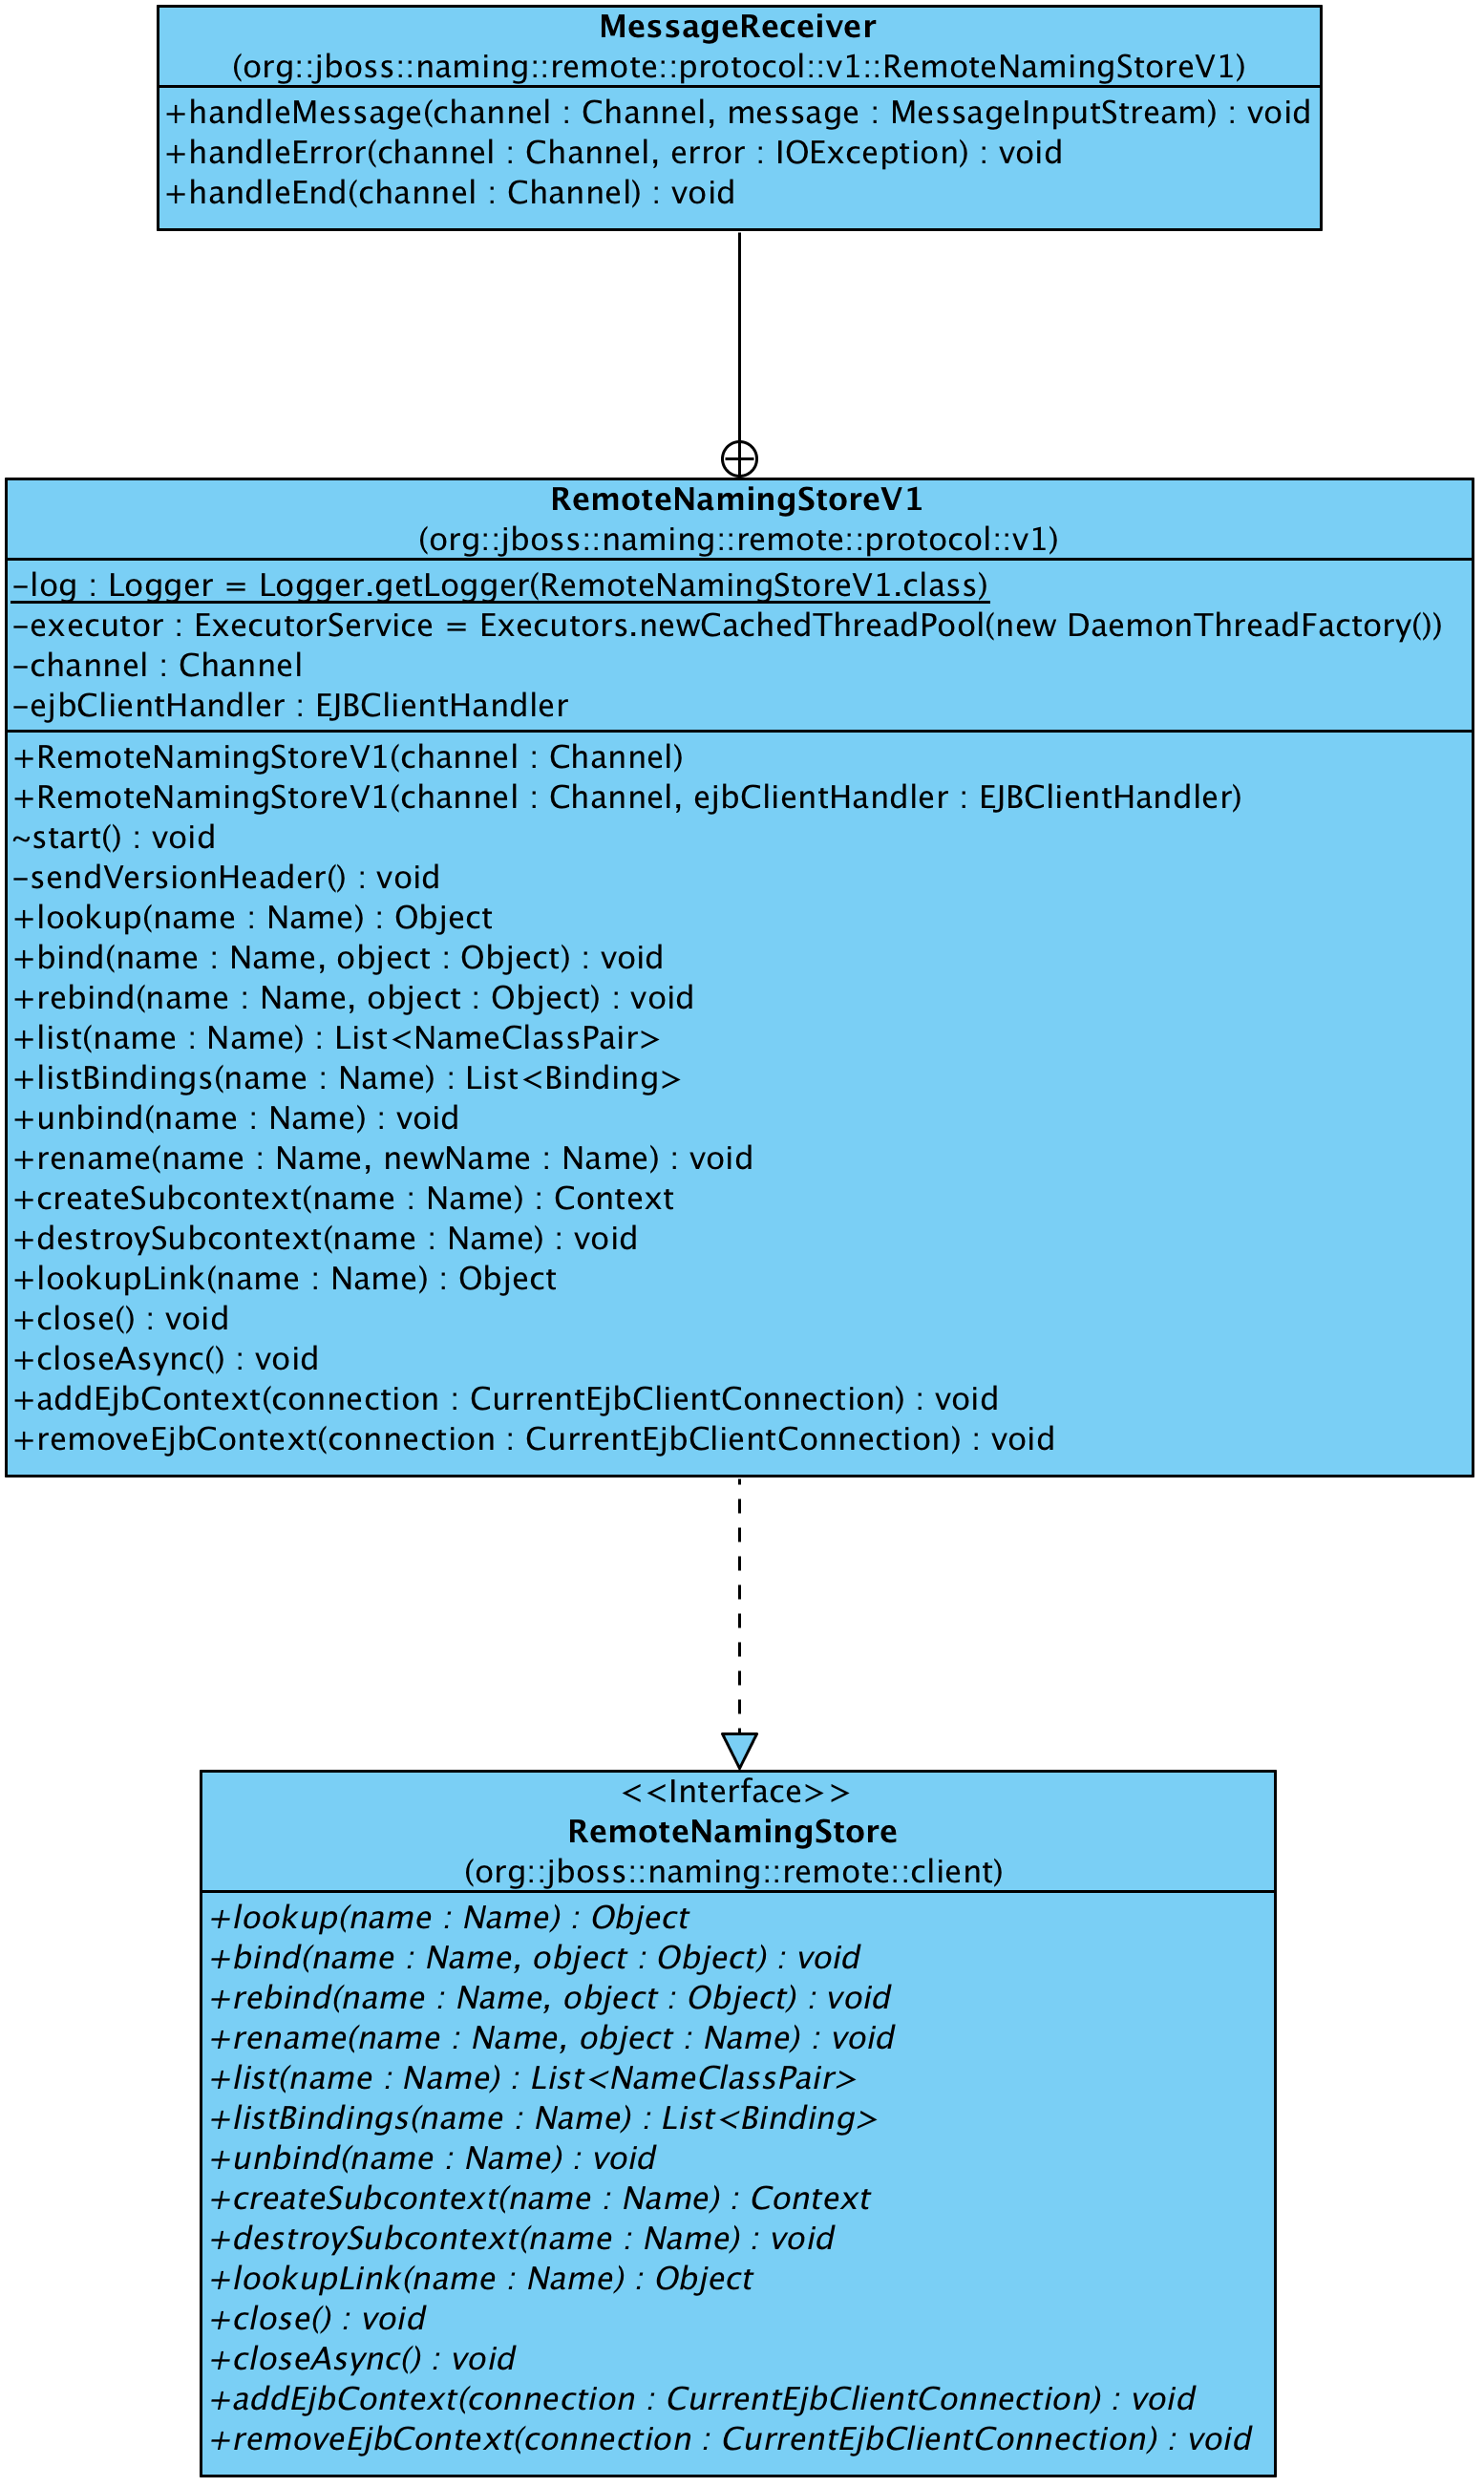 MessageReceiver
(org::jboss::naming::remote::protocol::v1::RemoteNamingStoreV1)
+handleMessage(channel : Channel, message : MessageInputStream) : void
+handleError(channel : Channel, error : IOException) : void
+handleEnd(channel : Channel) : void
RemoteNamingStoreV1
(org::jboss::naming::remote::protocol::v1)
-log : Logger = Logger.getLogger(RemoteNamingStoreV1.class)
-executor : ExecutorService = Executors.newCachedThreadPool(new DaemonThreadFactory())
-channel : Channel
-ejbClientHandler : EJBClientHandler
+RemoteNamingStoreV1(channel : Channel)
+RemoteNamingStoreV1(channel : Channel, ejbClientHandler : EJBClientHandler)
~start() : void
-sendVersionHeader() : void
+lookup(name : Name) : Object
+bind(name : Name, object : Object) : void
+rebind(name : Name, object : Object) : void
+list(name : Name) : List<NameClassPair>
+listBindings(name : Name) : List<Binding>
+unbind(name : Name) : void
+rename(name : Name, newName : Name) : void
+createSubcontext(name : Name) : Context
+destroySubcontext(name : Name) : void
+lookupLink(name : Name) : Object
+close() : void
+closeAsync() : void
+addEjbContext(connection : CurrentEjbClientConnection) : void
+removeEjbContext(connection : CurrentEjbClientConnection) : void
<<Interface>>
RemoteNamingStore
(org::jboss::naming::remote::client)
+lookup(name : Name) : Object
+bind(name : Name, object : Object) : void
+rebind(name : Name, object : Object) : void
+rename(name : Name, object : Name) : void
+list(name : Name) : List<NameClassPair>
+listBindings(name : Name) : List<Binding>
+unbind(name : Name) : void
+createSubcontext(name : Name) : Context
+destroySubcontext(name : Name) : void
+lookupLink(name : Name) : Object
+close() : void
+closeAsync() : void
+addEjbContext(connection : CurrentEjbClientConnection) : void
+removeEjbContext(connection : CurrentEjbClientConnection) : void